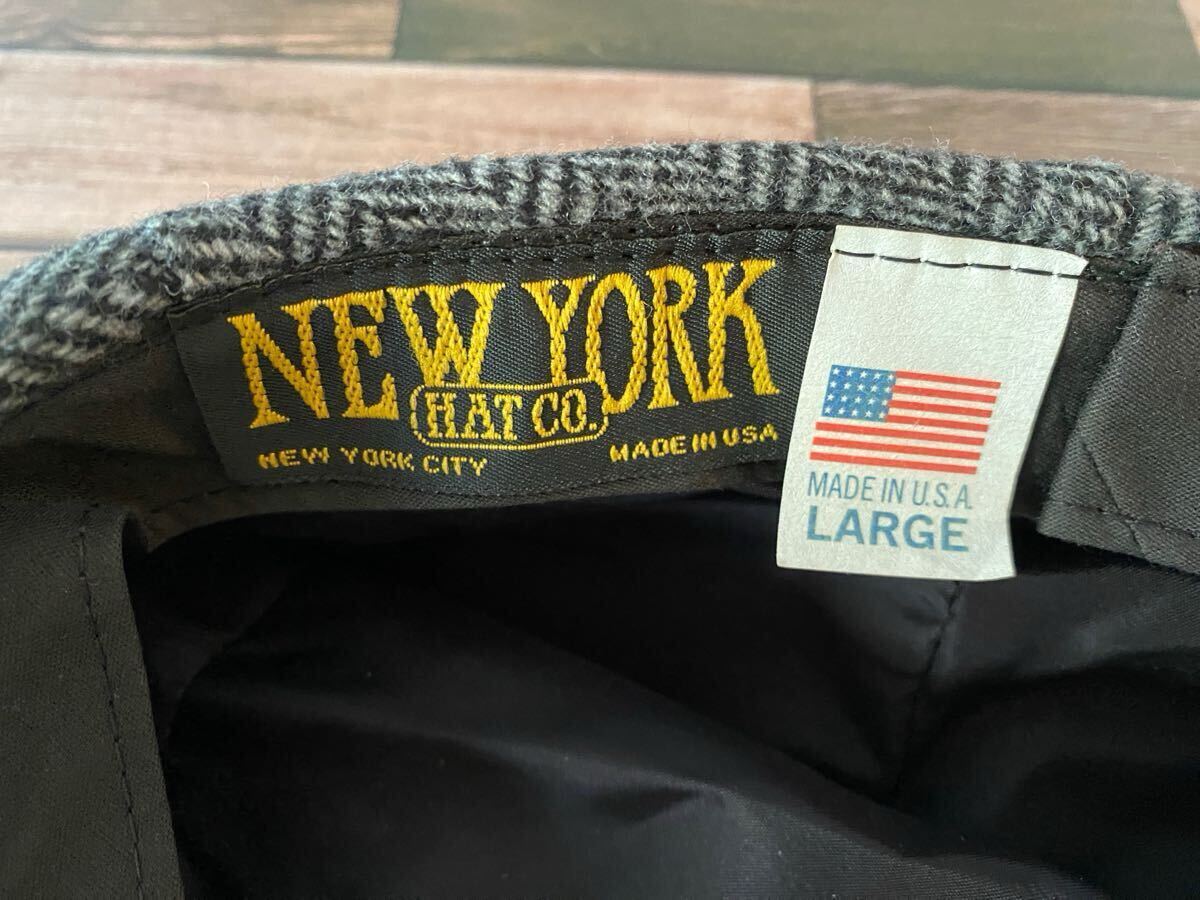 NEW YORK
HAT CO.
NEW YORK CITY
MADE IN USA
MADE IN U.S.A.
LARGE